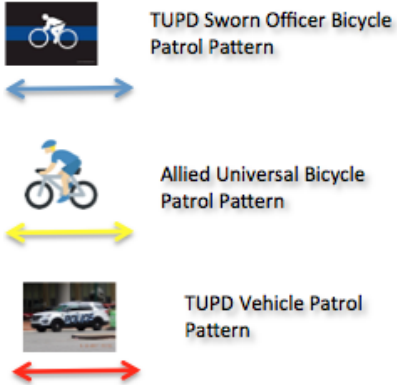 TUPD Sworn Officer Bicycle
Patrol Pattern
Allied Universal Bicycle
Patrol Pattern
TUPD Vehicle Patrol
Pattern
POLICE